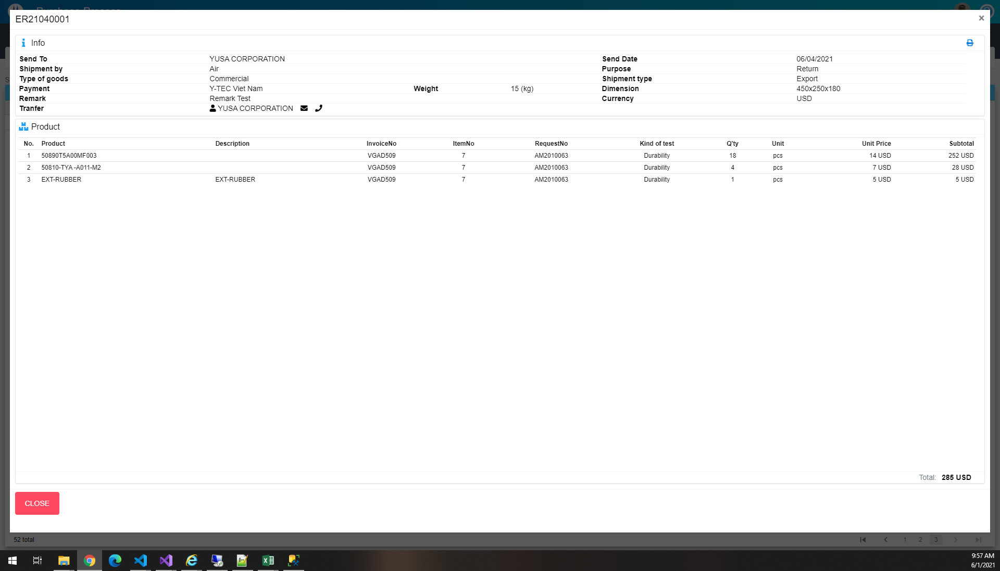 Purchase Process
ER21040001 ×
Info
Send To YUSA CORPORATION Send Date 06/04/2021
Shipment by Air Purpose Return
Type of goods Commercial Shipment type Export
Payment Y-TEC Viet Nam Weight 15 (kg) Dimension 450x250x180
Remark Remark Test Currency USD
Tranfer YUSA CORPORATION
Product
No. Product Description InvoiceNo ItemNo RequestNo Kind of test Q'ty Unit Unit Price Subtotal
1 50890T5A00MF003 VGAD509 7 AM2010063 Durability 18 pcs 14 USD 252 USD
2 50810-TYA -A011-M2 VGAD509 7 AM2010063 Durability 4 pcs 7 USD 28 USD
3 EXT-RUBBER EXT-RUBBER VGAD509 7 AM2010063 Durability 1 pcs 5 USD 5 USD
Total: 285 USD
CLOSE
52 total 1 2 3
9:57 AM
6/1/2021